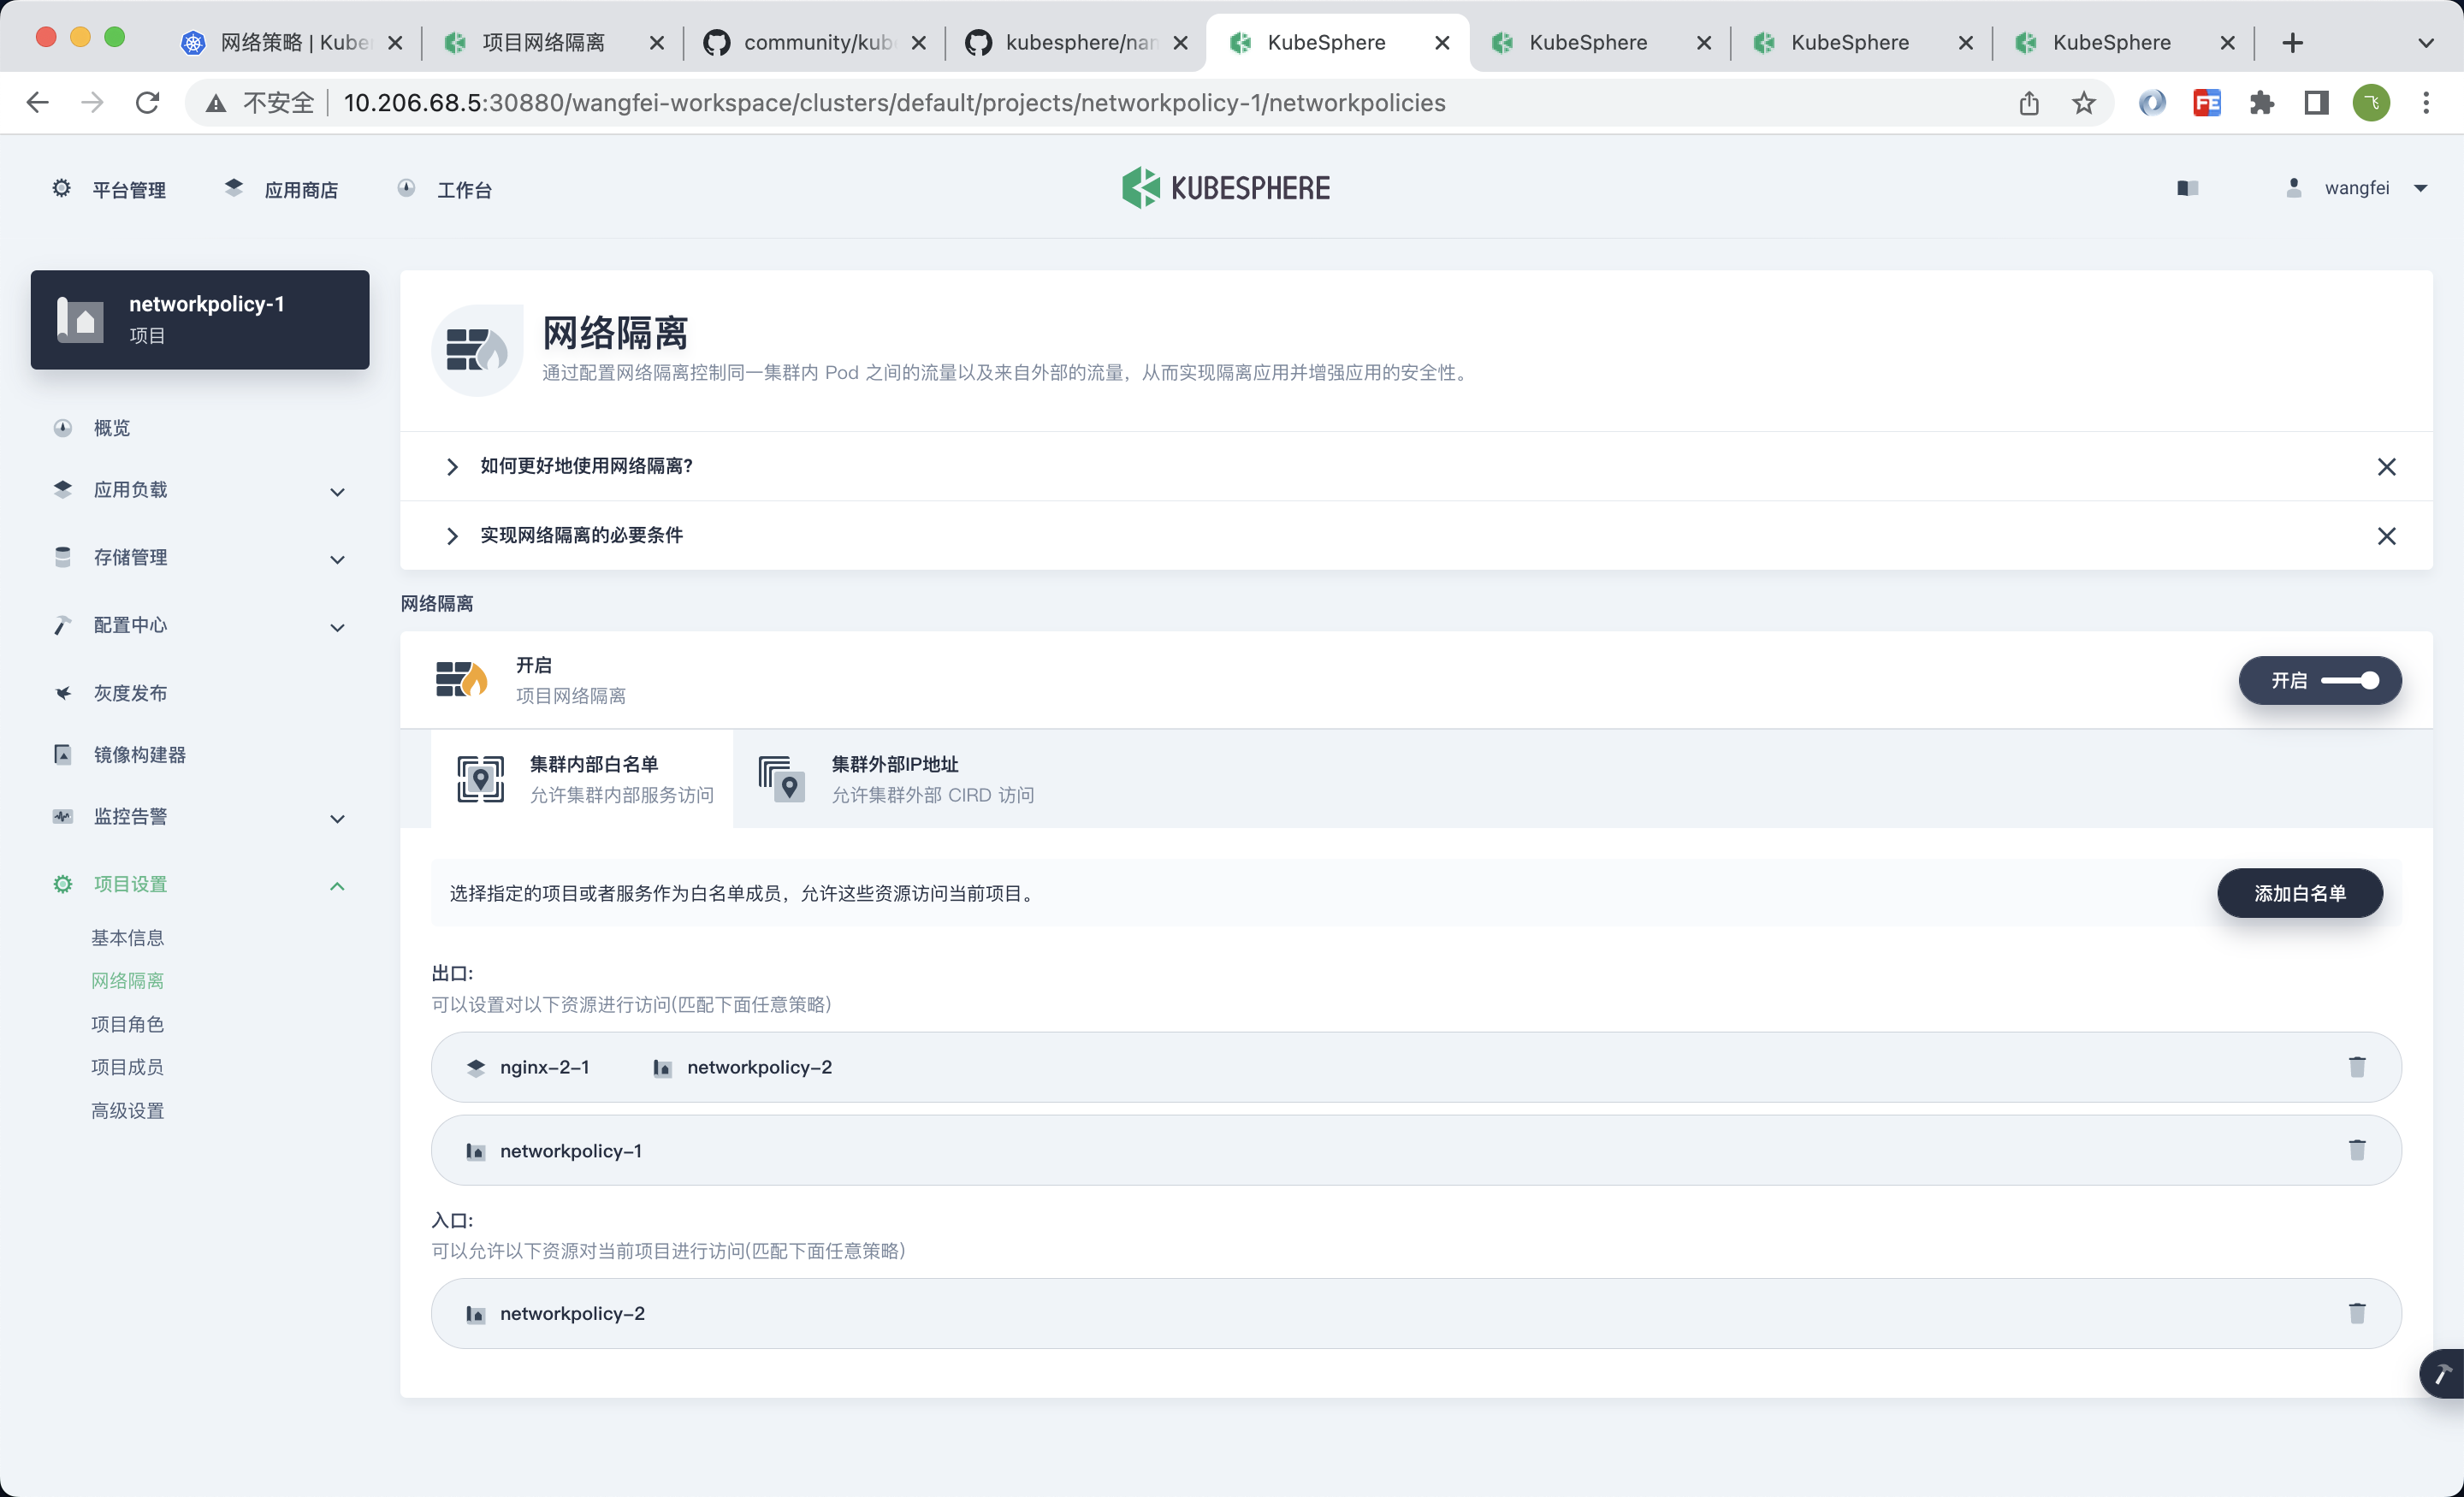 网络策略 | Kuber
项目网络隔离
community/kub
kubesphere/nan
KubeSphere
KubeSphere
KubeSphere
KubeSphere
不安全
10.206.68.5:30880/wangfei-workspace/clusters/default/projects/networkpolicy-1/networkpolicies
FE
平台管理
应用商店
工作台
KUBESPHERE
wangfei
networkpolicy-1
项目
概览
应用负载
存储管理
配置中心
灰度发布
镜像构建器
监控告警
项目设置
基本信息
网络隔离
项目角色
项目成员
高级设置
网络隔离
通过配置网络隔离控制同一集群内 Pod 之间的流量以及来自外部的流量，从而实现隔离应用并增强应用的安全性。
如何更好地使用网络隔离?
实现网络隔离的必要条件
网络隔离
开启
项目网络隔离
开启
集群内部白名单
允许集群内部服务访问
集群外部IP地址
允许集群外部 CIRD 访问
选择指定的项目或者服务作为白名单成员，允许这些资源访问当前项目。
添加白名单
出口:
可以设置对以下资源进行访问(匹配下面任意策略)
nginx-2-1
networkpolicy-2
networkpolicy-1
入口:
可以允许以下资源对当前项目进行访问(匹配下面任意策略)
networkpolicy-2